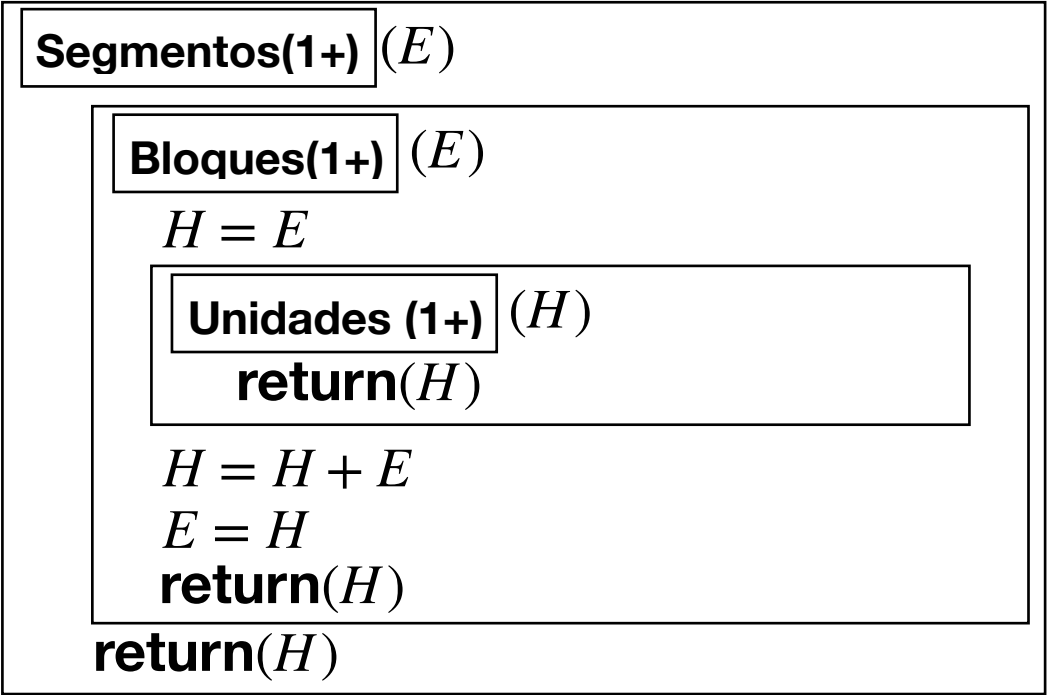 Segmentos(1+) (E)
Bloques(1+) (E)
H = E
Unidades (1+) (H)
return(H)
H = H + E
E = H
return(H)
return(H)